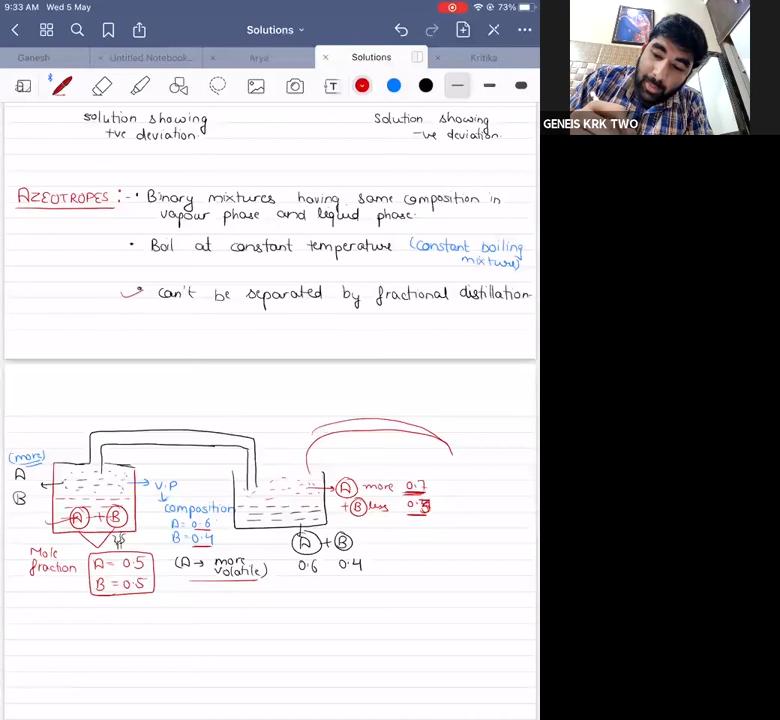 9:33 AM Wed 5 May
73%
Solutions
Ganesh
Untitled Notebook...
Arya
Solutions
Kritika
GENEIS KRK TWO
solution showing
+ve deviation.
Solution showing
-ve deviation.
AZEOTROPES :- • Binary mixtures having same composition in
vapour phase and liquid phase.
• Boil at constant temperature (constant boiling
mixture)
• can't be separated by fractional distillation
(more)
A
B
A + B
V.P
composition
A = 0.6
B = 0.4
Mole
fraction
A = 0.5
B = 0.5
(A → more
volatile)
A more 0.7
+ B less
A + B
0.6 0.4